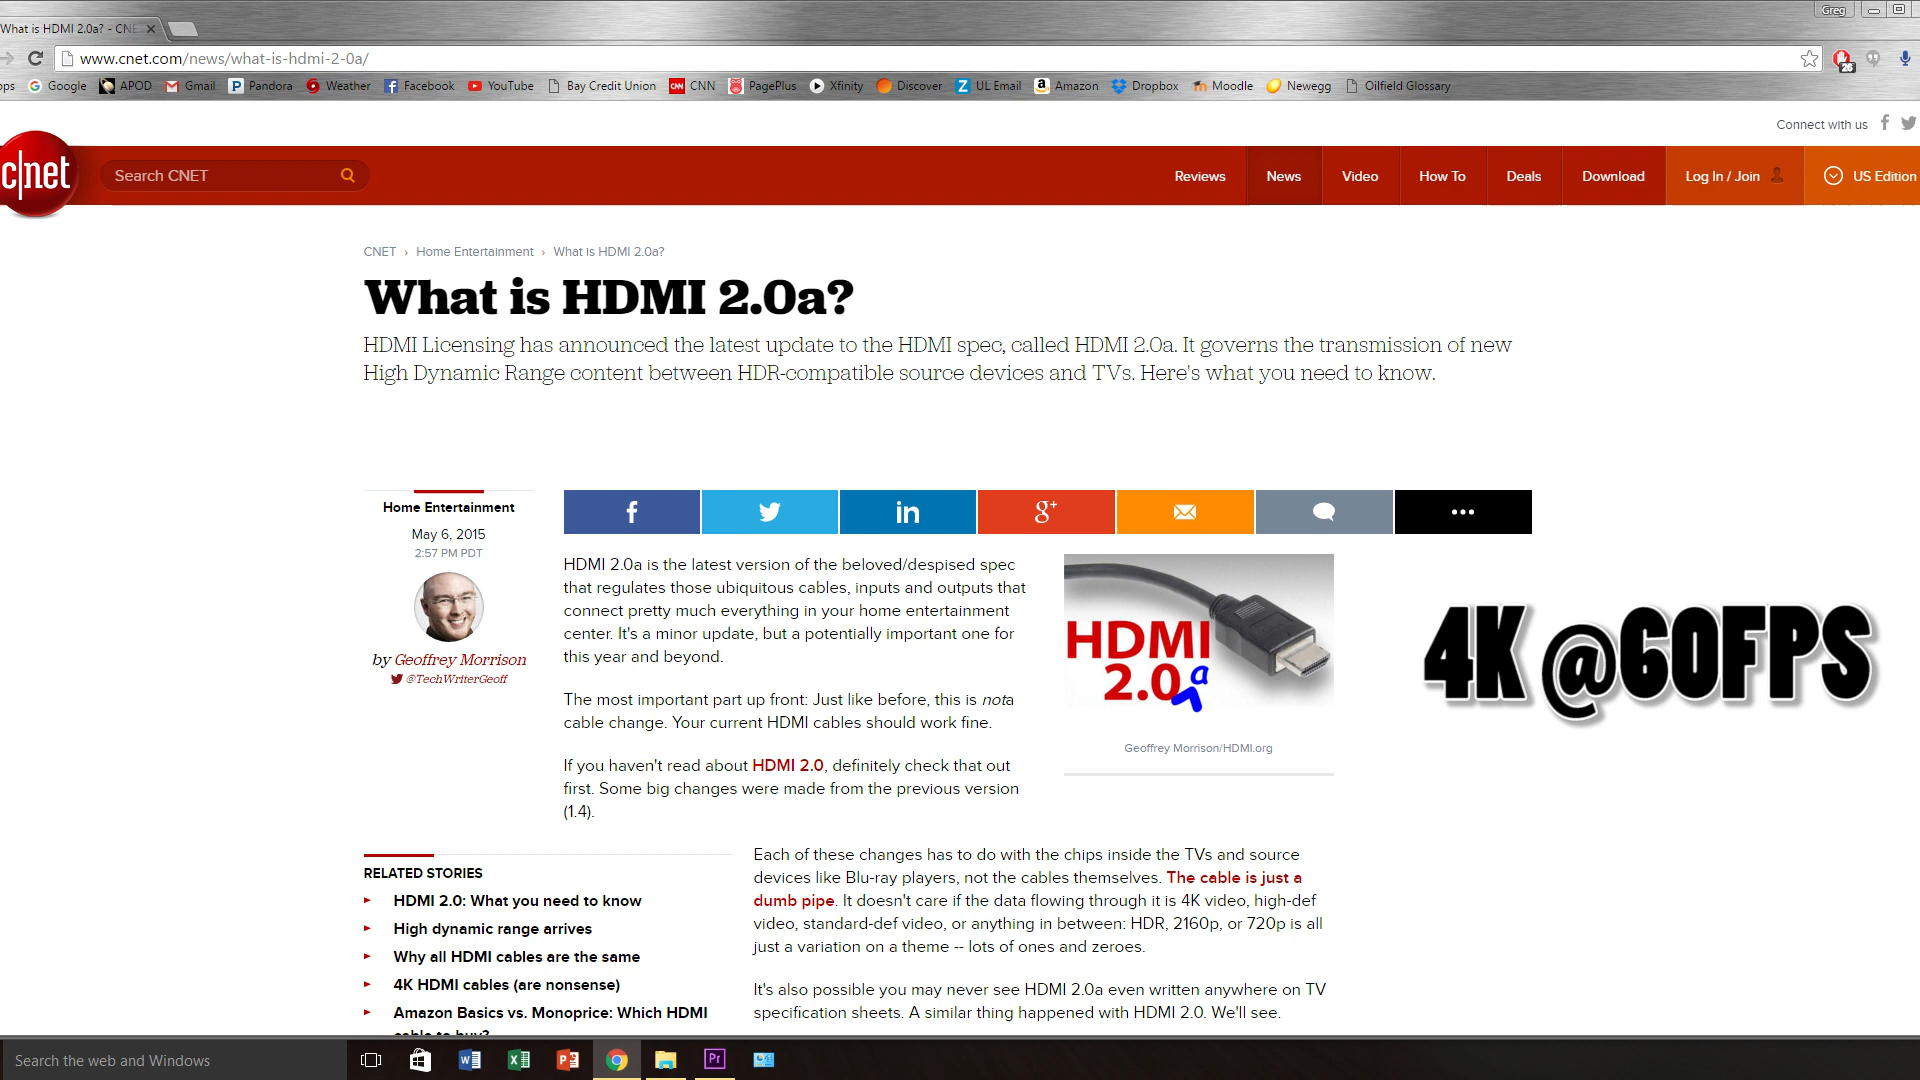 Greg
What is HDMI 2.0a? - CNE
www.cnet.com/news/what-is-hdmi-2-0a/
26
ps Google APOD Gmail Pandora Weather Facebook YouTube Bay Credit Union CNN PagePlus Xfinity Discover UL Email Amazon Dropbox Moodle Newegg Oilfield Glossary
Connect with us
c|net Search CNET Reviews News Video How To Deals Download Log In / Join US Edition
CNET › Home Entertainment › What is HDMI 2.0a?
What is HDMI 2.0a?
HDMI Licensing has announced the latest update to the HDMI spec, called HDMI 2.0a. It governs the transmission of new
High Dynamic Range content between HDR-compatible source devices and TVs. Here's what you need to know.
Home Entertainment
May 6, 2015
2:57 PM PDT
by Geoffrey Morrison
@TechWriterGeoff
f in g+ •••
HDMI 2.0a is the latest version of the beloved/despised spec
that regulates those ubiquitous cables, inputs and outputs that
connect pretty much everything in your home entertainment
center. It's a minor update, but a potentially important one for
this year and beyond.
The most important part up front: Just like before, this is nota
cable change. Your current HDMI cables should work fine.
If you haven't read about HDMI 2.0, definitely check that out
first. Some big changes were made from the previous version
(1.4).
HDMI
2.0a
Geoffrey Morrison/HDMI.org
4K @60FPS
RELATED STORIES
HDMI 2.0: What you need to know
High dynamic range arrives
Why all HDMI cables are the same
4K HDMI cables (are nonsense)
Amazon Basics vs. Monoprice: Which HDMI
cable to buy?
Each of these changes has to do with the chips inside the TVs and source
devices like Blu-ray players, not the cables themselves. The cable is just a
dumb pipe. It doesn't care if the data flowing through it is 4K video, high-def
video, standard-def video, or anything in between: HDR, 2160p, or 720p is all
just a variation on a theme -- lots of ones and zeroes.
It's also possible you may never see HDMI 2.0a even written anywhere on TV
specification sheets. A similar thing happened with HDMI 2.0. We'll see.
Search the web and Windows
Pr